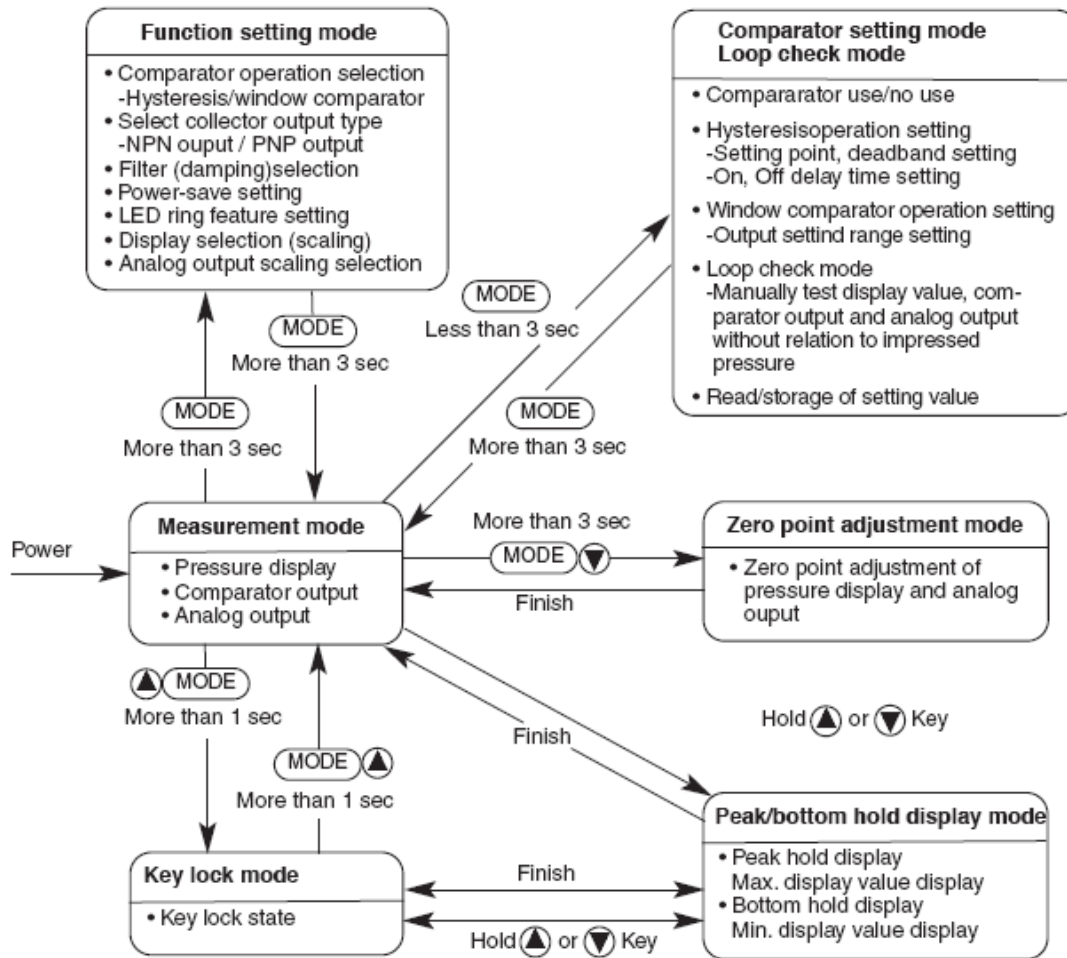 Function setting mode
• Comparator operation selection
-Hysteresis/window comparator
• Select collector output type
-NPN ouput / PNP output
• Filter (damping)selection
• Power-save setting
• LED ring feature setting
• Display selection (scaling)
• Analog output scaling selection
Comparator setting mode
Loop check mode
• Compararator use/no use
• Hysteresisoperation setting
-Setting point, deadband setting
-On, Off delay time setting
• Window comparator operation setting
-Output settind range setting
• Loop check mode
-Manually test display value, com-
parator output and analog output
without relation to impressed
pressure
• Read/storage of setting value
MODE
Less than 3 sec
MODE
More than 3 sec
MODE
More than 3 sec
MODE
More than 3 sec
Power
Measurement mode
• Pressure display
• Comparator output
• Analog output
More than 3 sec
MODE ▼
Finish
Zero point adjustment mode
• Zero point adjustment of
pressure display and analog
ouput
▲ MODE
More than 1 sec
MODE ▲
More than 1 sec
Finish
Hold ▲ or ▼ Key
Key lock mode
• Key lock state
Finish
Hold ▲ or ▼ Key
Peak/bottom hold display mode
• Peak hold display
Max. display value display
• Bottom hold display
Min. display value display